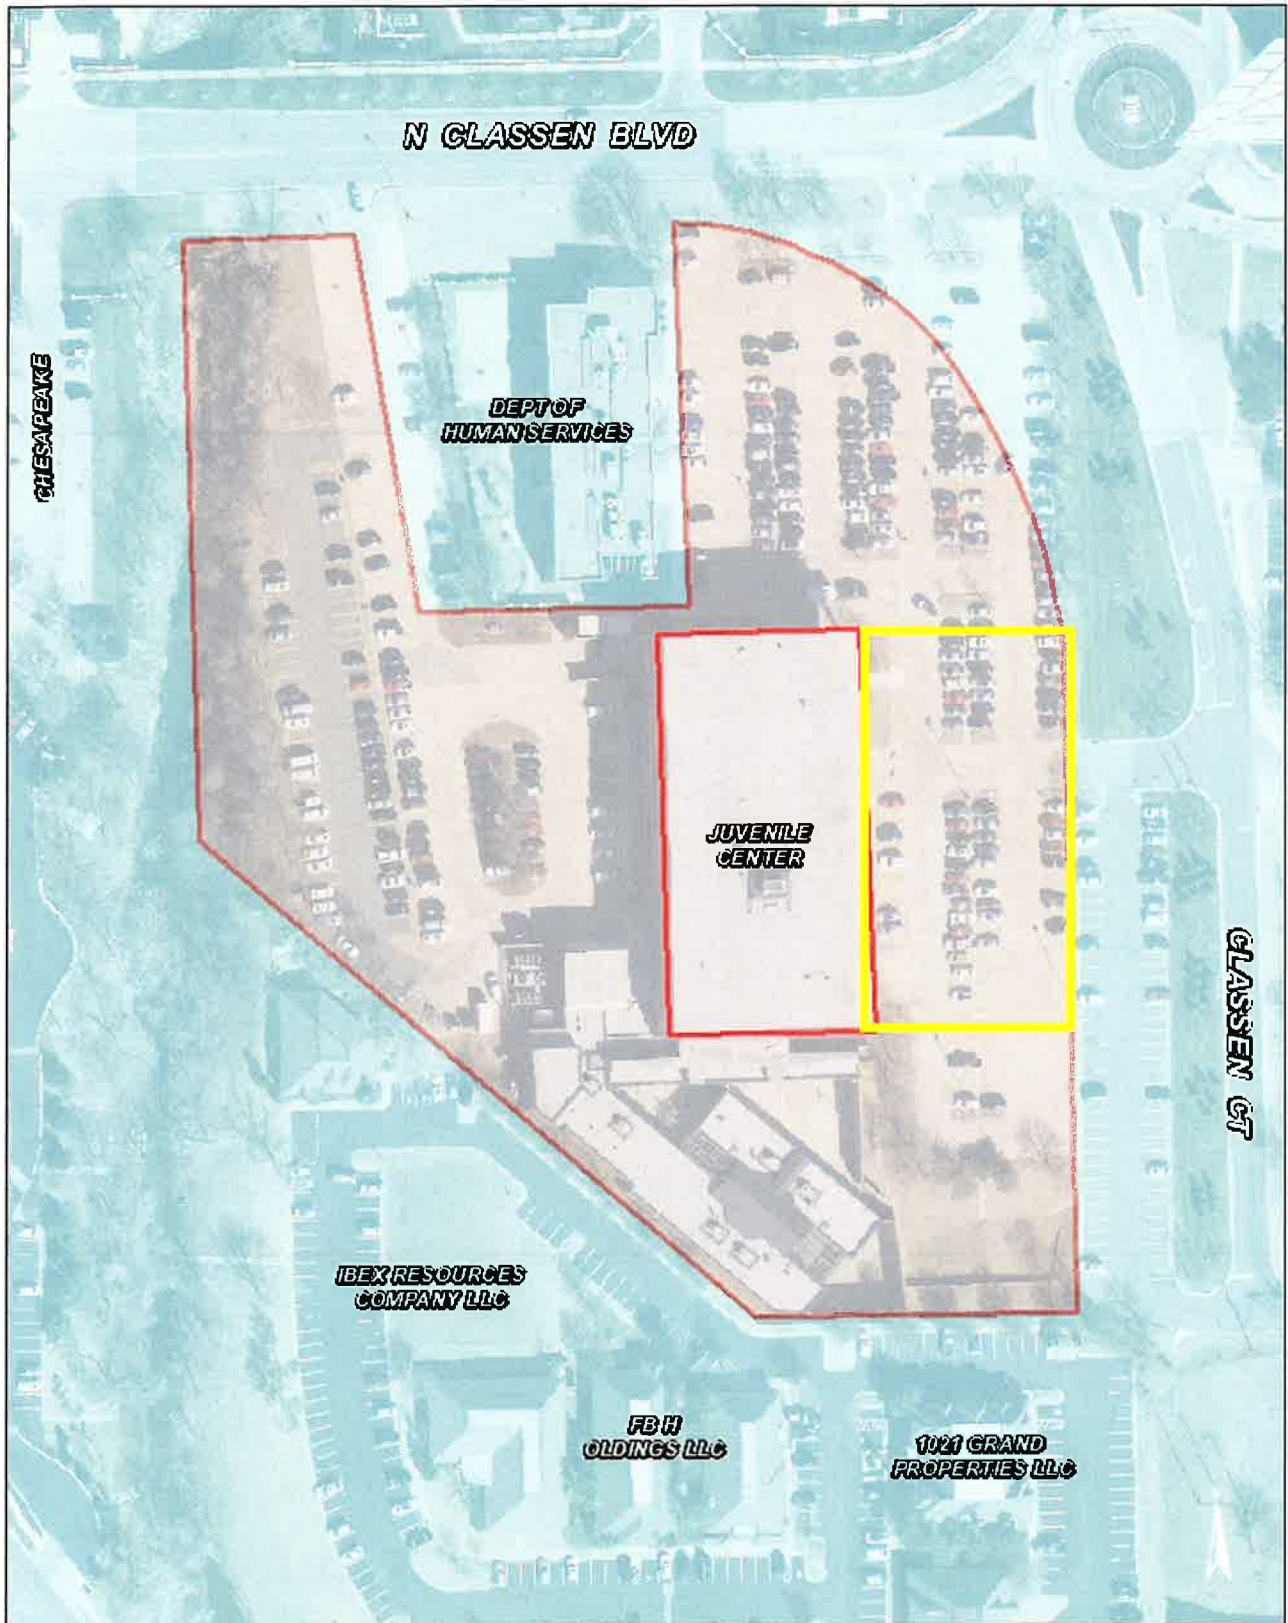 N CLASSEN BLVD
CHESAPEAKE
DEPT OF
HUMAN SERVICES
JUVENILE
CENTER
CLASSEN CT
IBEX RESOURCES
COMPANY LLC
FB H
OLDINGS LLC
1021 GRAND
PROPERTIES LLC